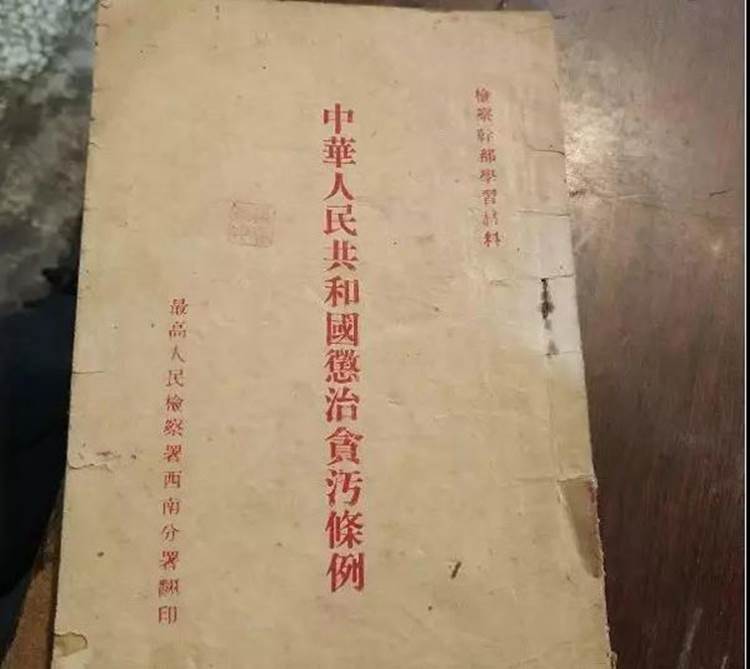 檢察幹部學習材料
中華人民共和國懲治貪污條例
最高人民檢察署西南分署翻印